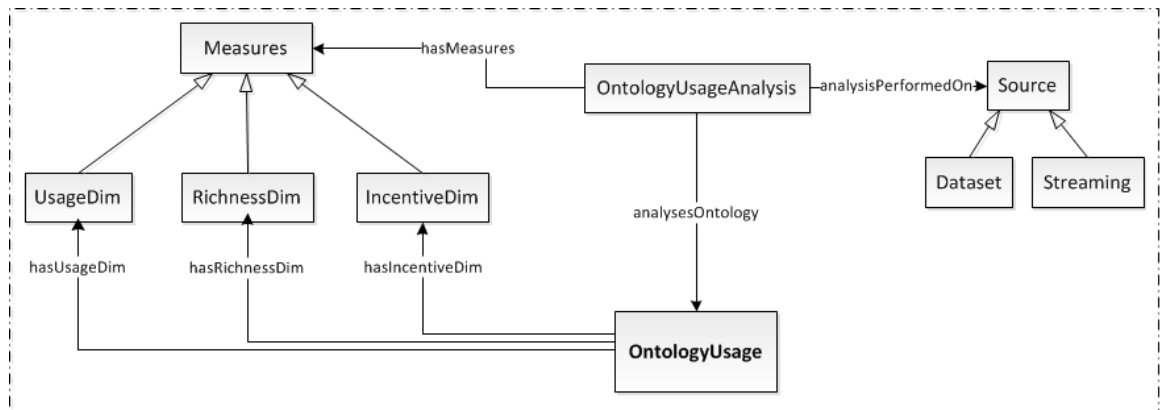 Measures
hasMeasures
OntologyUsageAnalysis
analysisPerformedOn
Source
UsageDim
RichnessDim
IncentiveDim
Dataset
Streaming
analysesOntology
hasUsageDim
hasRichnessDim
hasIncentiveDim
OntologyUsage